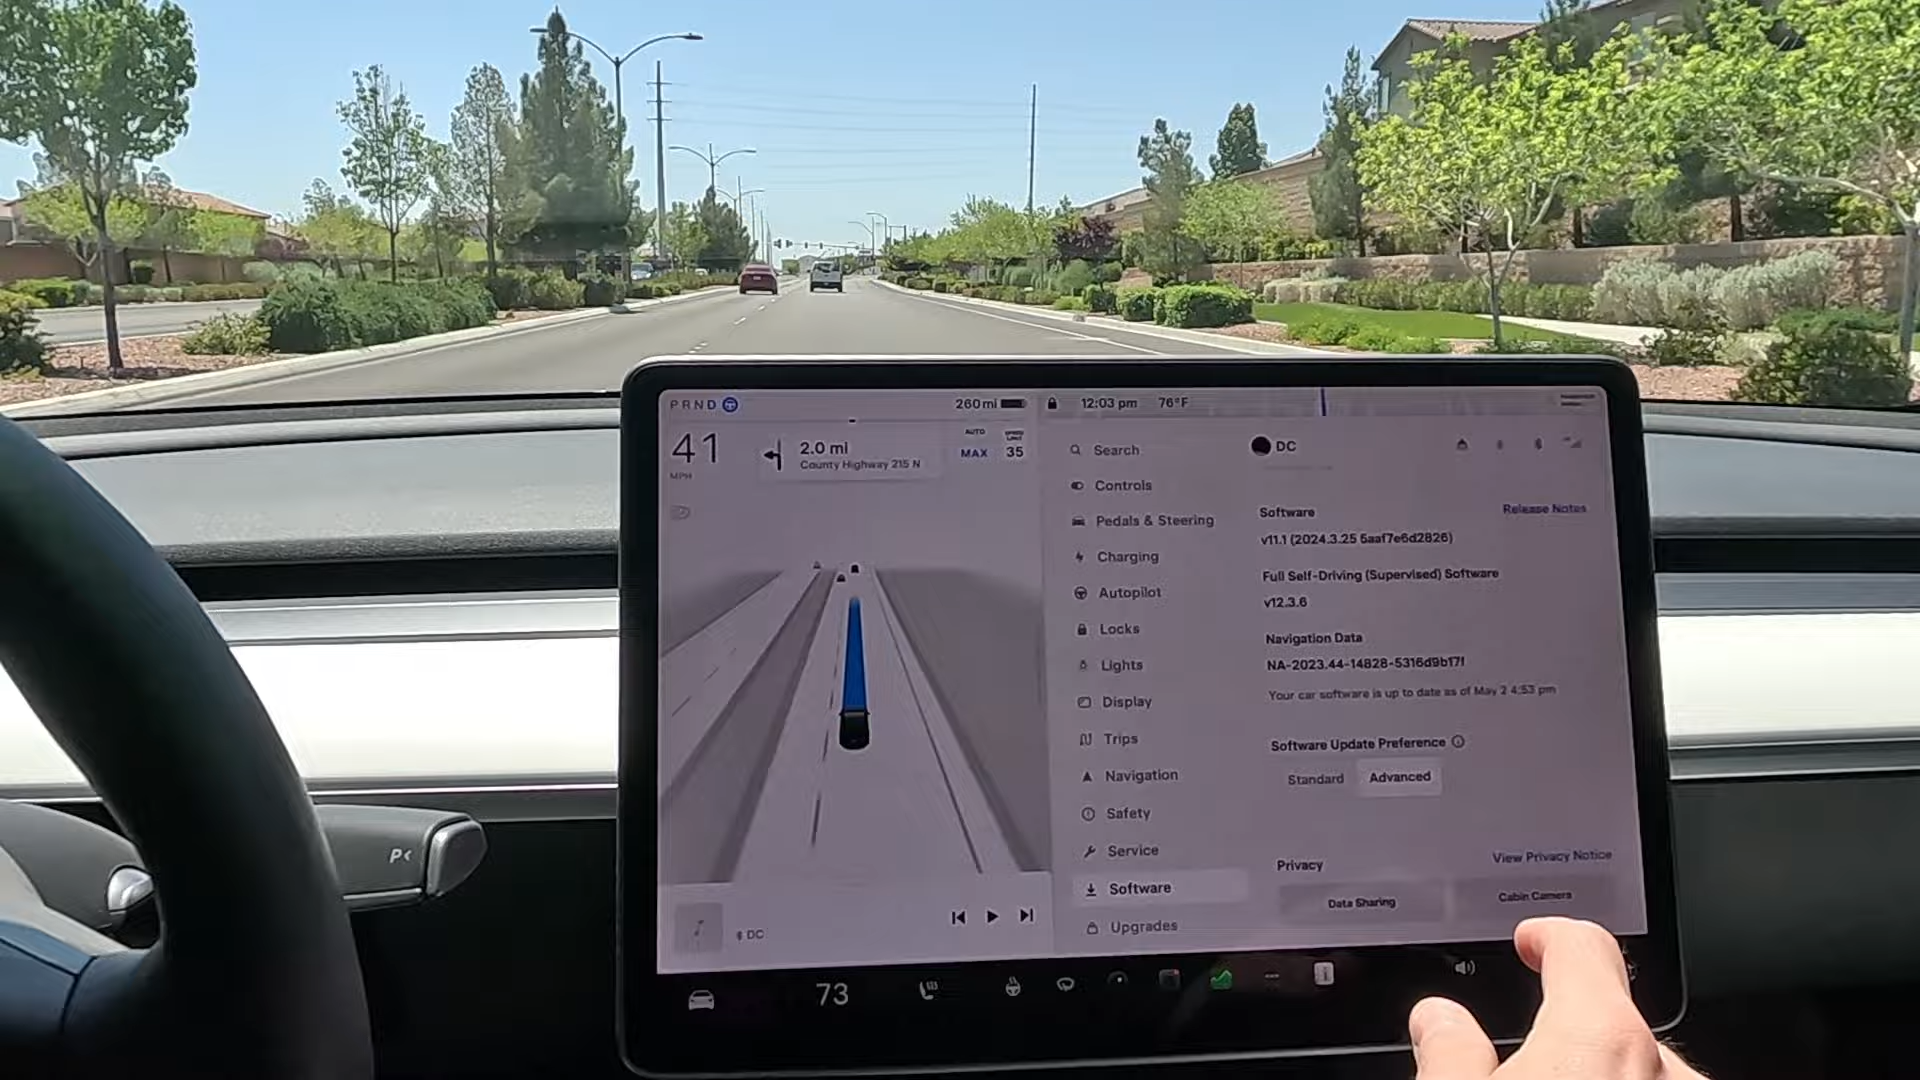 PRND
260 mi
12:03 pm 76°F
41
MPH
2.0 mi
County Highway 215 N
AUTO
MAX
SPEED
LIMIT
35
Search
Controls
Pedals & Steering
Charging
Autopilot
Locks
Lights
Display
Trips
Navigation
Safety
Service
Software
Upgrades
DC
Software
Release Notes
v11.1 (2024.3.25 5aaf7e6d2826)
Full Self-Driving (Supervised) Software
v12.3.6
Navigation Data
NA-2023.44-14828-5316d9b17f
Your car software is up to date as of May 2 4:53 pm
Software Update Preference
Standard Advanced
Privacy
View Privacy Notice
Data Sharing
Cabin Camera
DC
73
P<